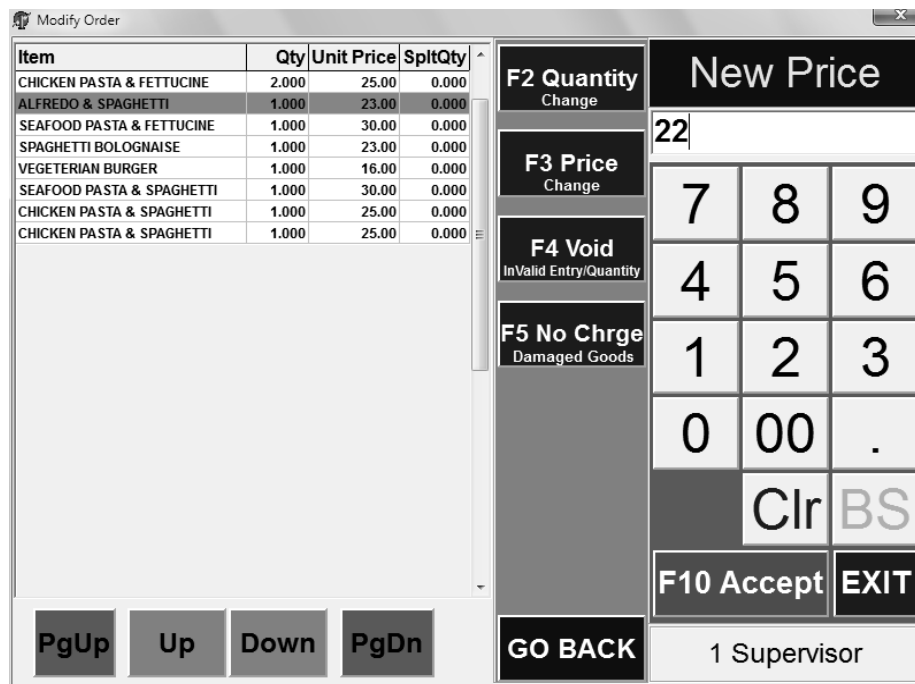 Modify Order
Item Qty Unit Price SpltQty
CHICKEN PASTA & FETTUCINE 2.000 25.00 0.000
ALFREDO & SPAGHETTI 1.000 23.00 0.000
SEAFOOD PASTA & FETTUCINE 1.000 30.00 0.000
SPAGHETTI BOLOGNAISE 1.000 23.00 0.000
VEGETERIAN BURGER 1.000 16.00 0.000
SEAFOOD PASTA & SPAGHETTI 1.000 30.00 0.000
CHICKEN PASTA & SPAGHETTI 1.000 25.00 0.000
CHICKEN PASTA & SPAGHETTI 1.000 25.00 0.000
PgUp Up Down PgDn
F2 Quantity
Change
F3 Price
Change
F4 Void
InValid Entry/Quantity
F5 No Chrge
Damaged Goods
GO BACK
New Price
22
7 8 9
4 5 6
1 2 3
0 00 .
Clr BS
F10 Accept EXIT
1 Supervisor